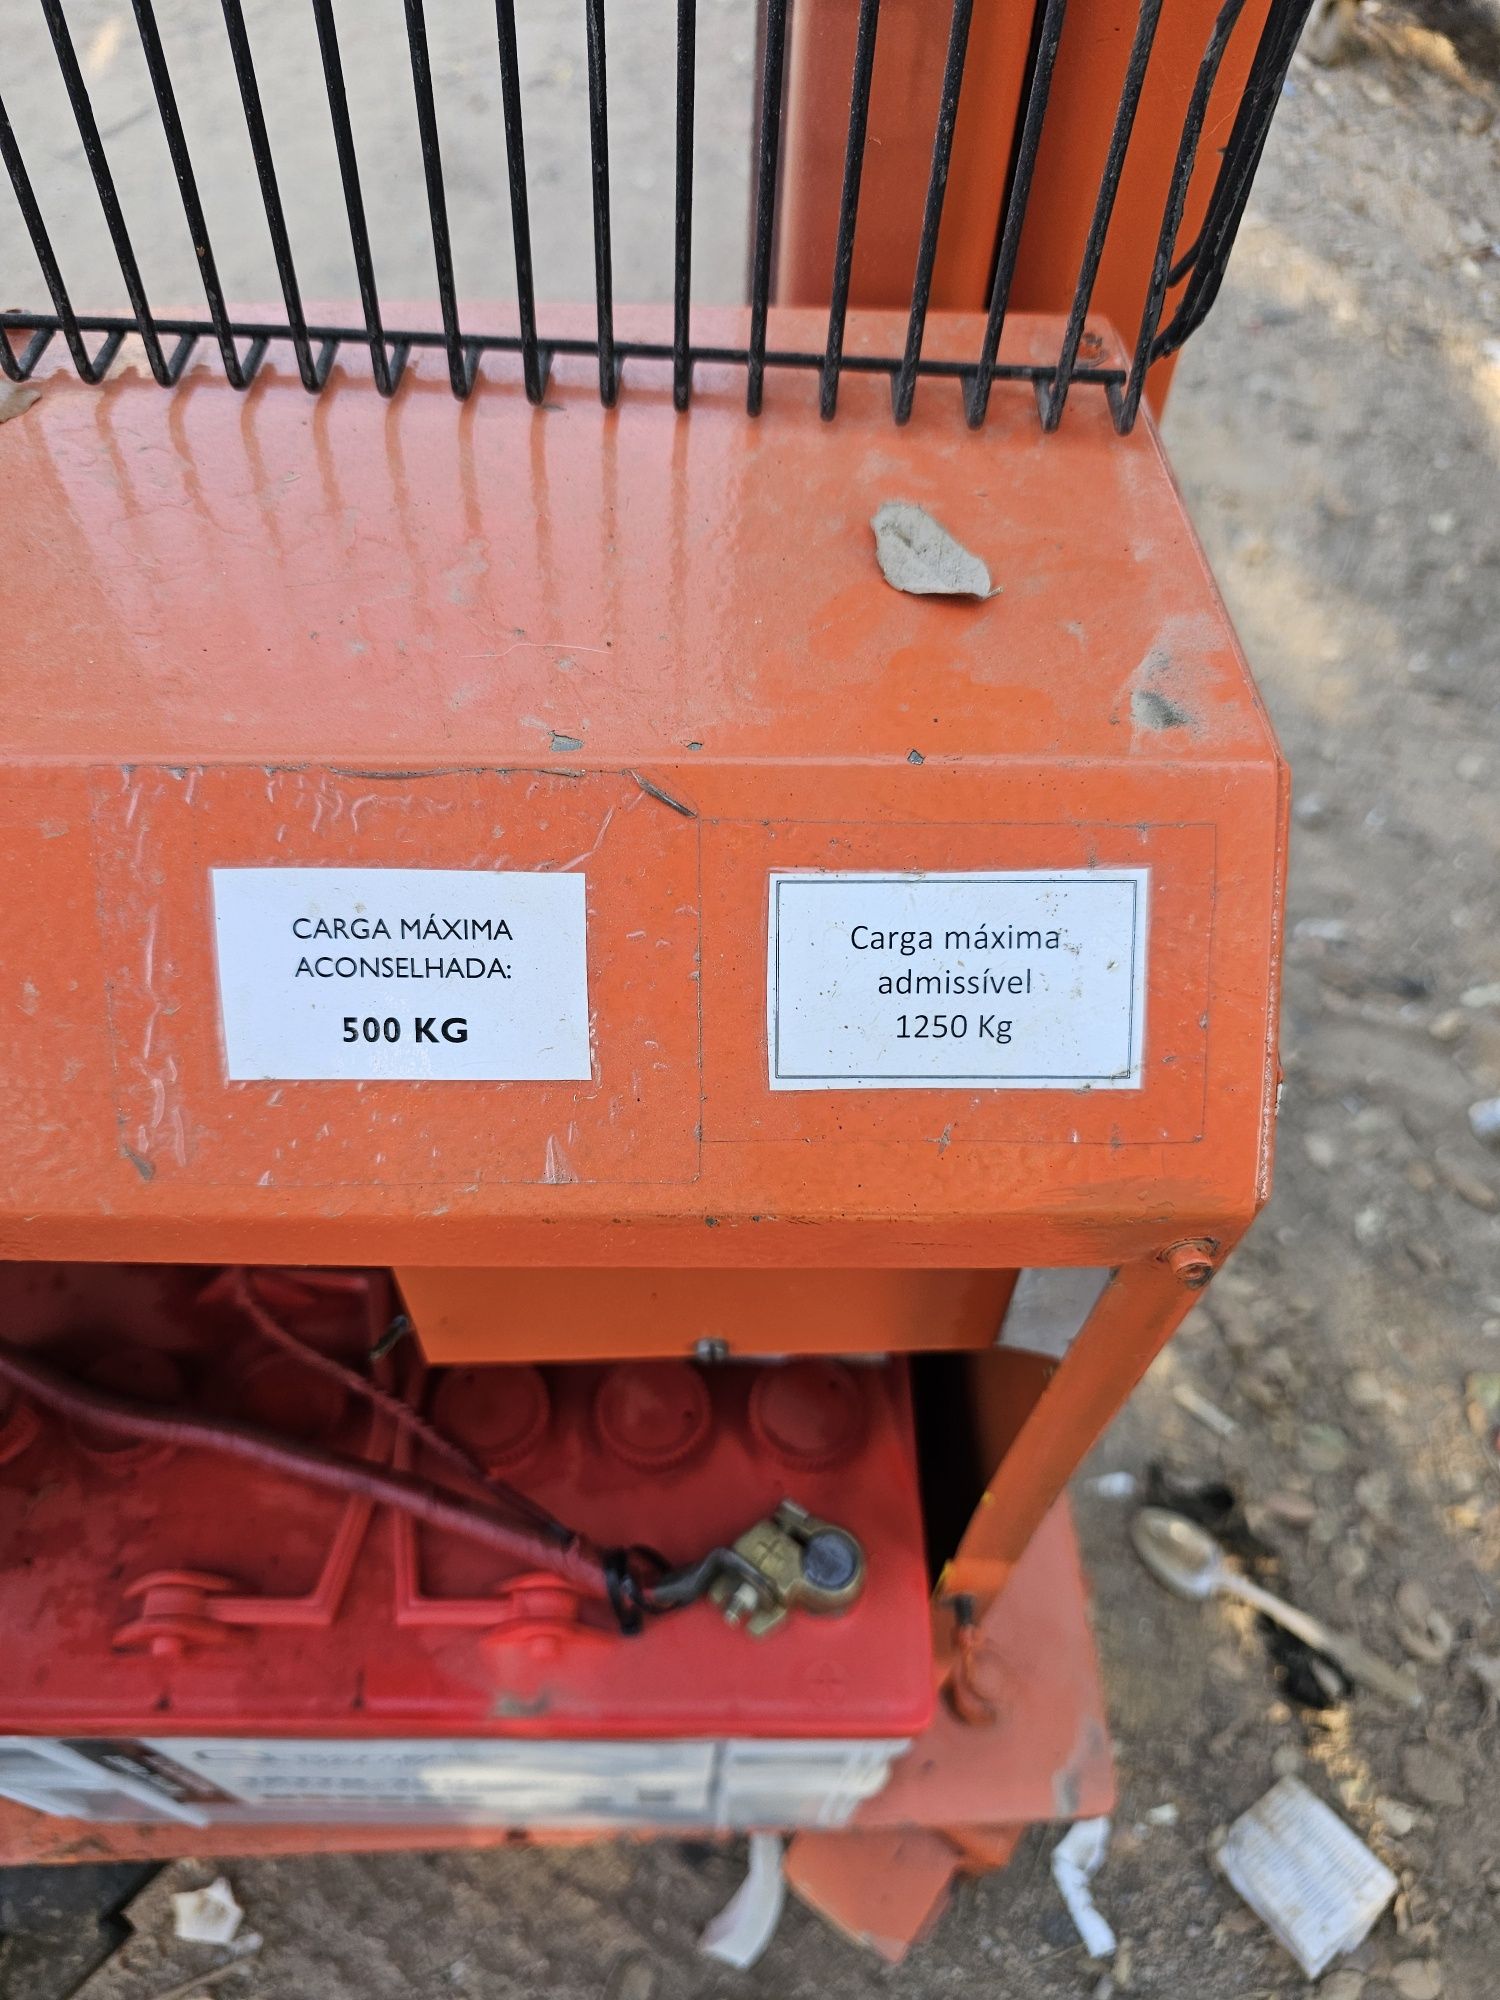 CARGA MÁXIMA
ACONSELHADA:
500 KG
Carga máxima
admissível
1250 Kg